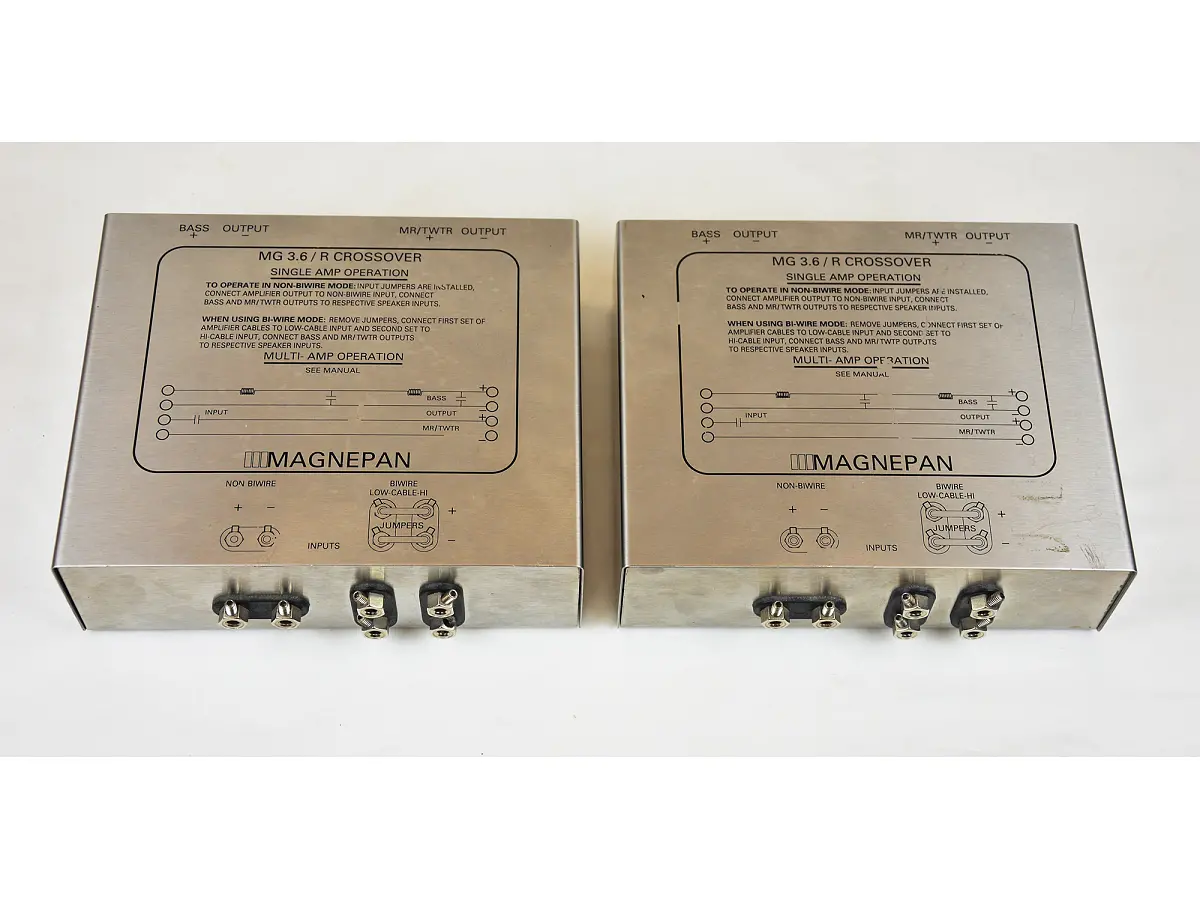 BASS OUTPUT MR/TWTR OUTPUT
+ − + −
MG 3.6 / R CROSSOVER
SINGLE AMP OPERATION
TO OPERATE IN NON-BIWIRE MODE: INPUT JUMPERS ARE INSTALLED,
CONNECT AMPLIFIER OUTPUT TO NON-BIWIRE INPUT, CONNECT
BASS AND MR/TWTR OUTPUTS TO RESPECTIVE SPEAKER INPUTS.
WHEN USING BI-WIRE MODE: REMOVE JUMPERS, CONNECT FIRST SET OF
AMPLIFIER CABLES TO LOW-CABLE INPUT AND SECOND SET TO
HI-CABLE INPUT, CONNECT BASS AND MR/TWTR OUTPUTS
TO RESPECTIVE SPEAKER INPUTS.
MULTI- AMP OPERATION
SEE MANUAL
+
BASS
−
INPUT OUTPUT
+
MR/TWTR
−
MAGNEPAN
NON BIWIRE BIWIRE
LOW-CABLE-HI
+ − +
JUMPERS
INPUTS −
BASS OUTPUT MR/TWTR OUTPUT
+ − + −
MG 3.6 / R CROSSOVER
SINGLE AMP OPERATION
TO OPERATE IN NON-BIWIRE MODE: INPUT JUMPERS ARE INSTALLED,
CONNECT AMPLIFIER OUTPUT TO NON-BIWIRE INPUT, CONNECT
BASS AND MR/TWTR OUTPUTS TO RESPECTIVE SPEAKER INPUTS.
WHEN USING BI-WIRE MODE: REMOVE JUMPERS, CONNECT FIRST SET OF
AMPLIFIER CABLES TO LOW-CABLE INPUT AND SECOND SET TO
HI-CABLE INPUT, CONNECT BASS AND MR/TWTR OUTPUTS
TO RESPECTIVE SPEAKER INPUTS.
MULTI- AMP OPERATION
SEE MANUAL
+
BASS
−
INPUT OUTPUT
+
MR/TWTR
−
MAGNEPAN
NON-BIWIRE BIWIRE
LOW-CABLE-HI
+ − +
JUMPERS
INPUTS −